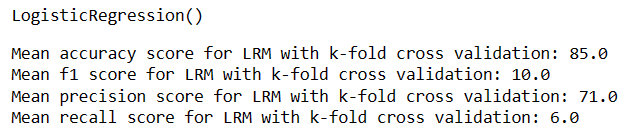 LogisticRegression()
Mean accuracy score for LRM with k-fold cross validation: 85.0
Mean f1 score for LRM with k-fold cross validation: 10.0
Mean precision score for LRM with k-fold cross validation: 71.0
Mean recall score for LRM with k-fold cross validation: 6.0